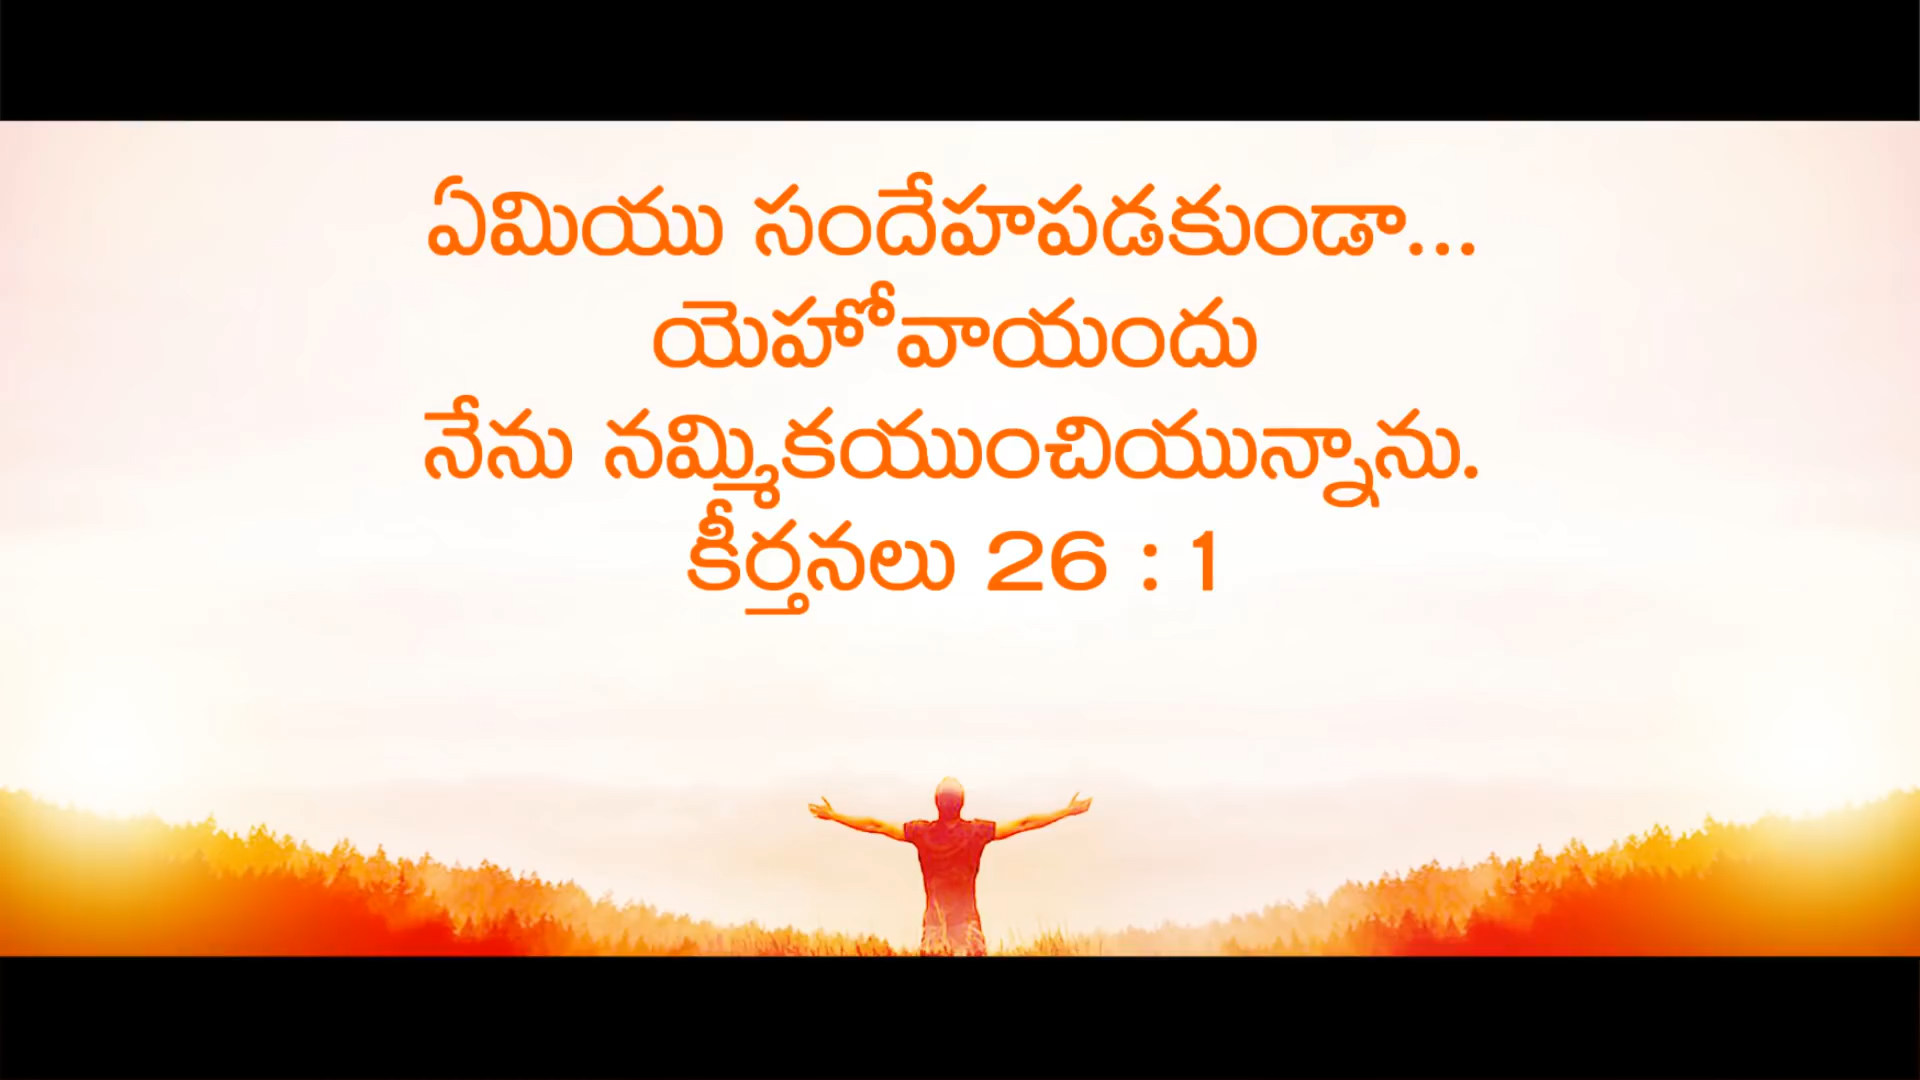 ఏమియు సందేహపడకుండా...
యెహోవాయందు
నేను నమ్మికయుంచియున్నాను.
కీర్తనలు 26 : 1